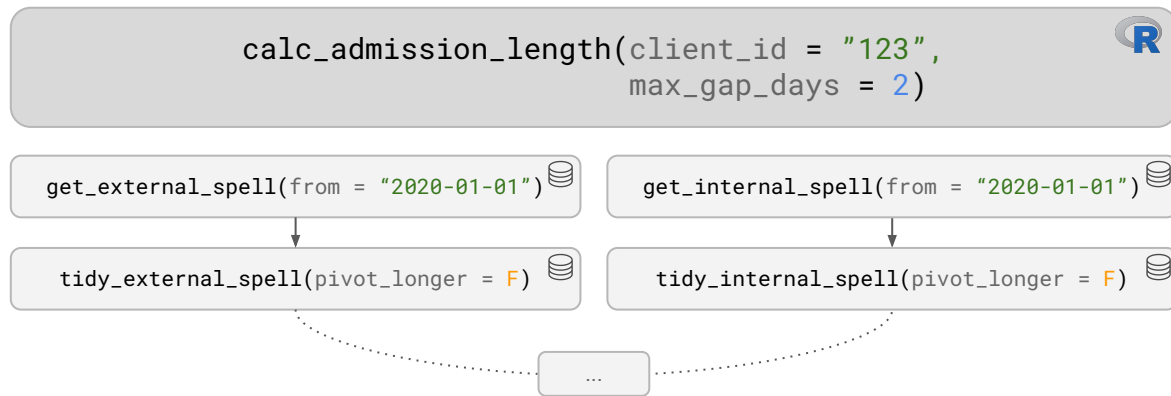 calc_admission_length(client_id = ”123”,
max_gap_days = 2)
R
get_external_spell(from = “2020-01-01”)
get_internal_spell(from = “2020-01-01”)
tidy_external_spell(pivot_longer = F)
tidy_internal_spell(pivot_longer = F)
...